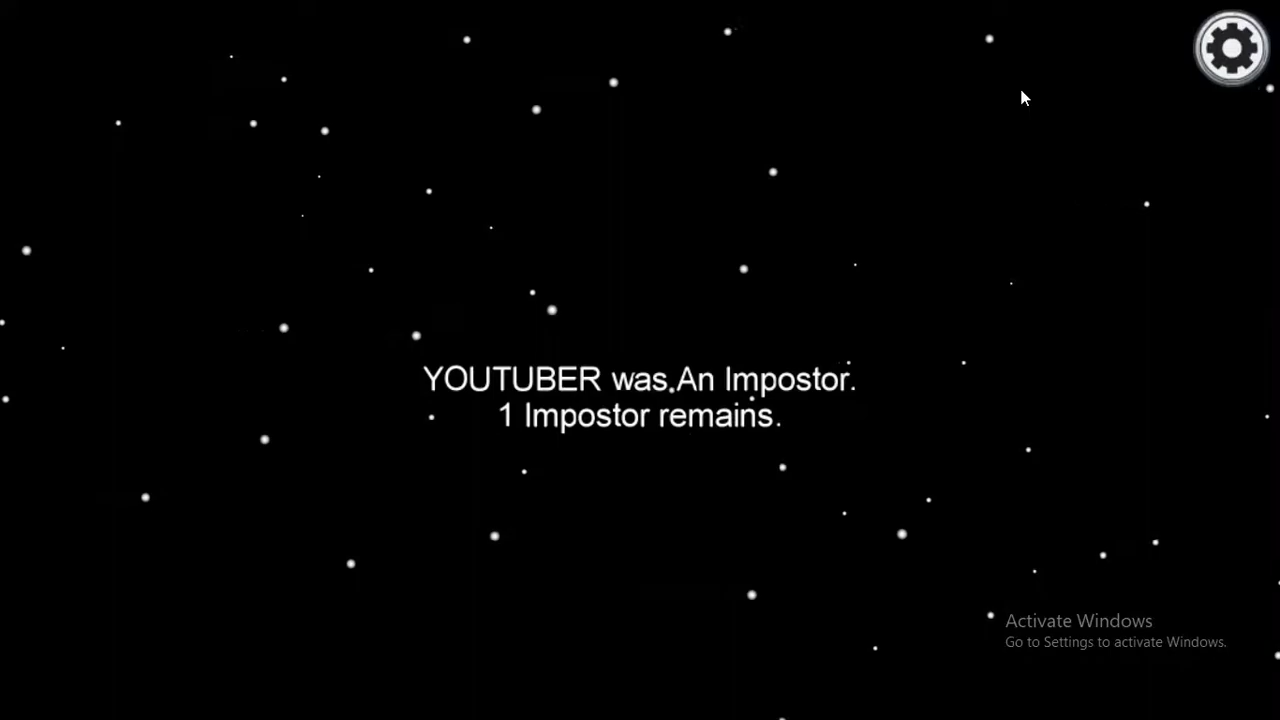 YOUTUBER was An Impostor.
1 Impostor remains.
Activate Windows
Go to Settings to activate Windows.